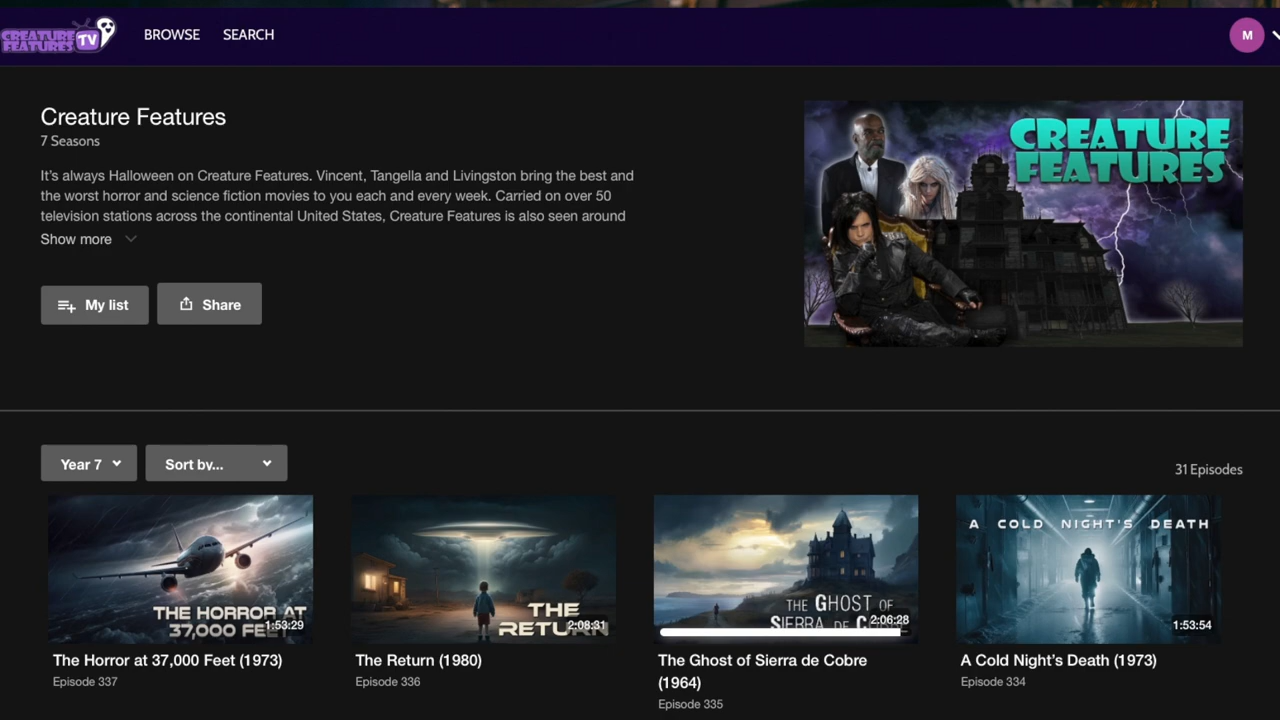 CREATURE
FEATURES
TV
BROWSE
SEARCH
M
Creature Features
7 Seasons
It's always Halloween on Creature Features. Vincent, Tangella and Livingston bring the best and
the worst horror and science fiction movies to you each and every week. Carried on over 50
television stations across the continental United States, Creature Features is also seen around
Show more
My list
Share
CREATURE
FEATURES
Year 7
Sort by...
31 Episodes
THE HORROR AT
37,000 FEET
1:53:29
The Horror at 37,000 Feet (1973)
Episode 337
THE
RETURN
2:08:31
The Return (1980)
Episode 336
THE GHOST OF
SIERRA DE COBRE
2:06:28
The Ghost of Sierra de Cobre
(1964)
Episode 335
A COLD NIGHT'S DEATH
1:53:54
A Cold Night’s Death (1973)
Episode 334